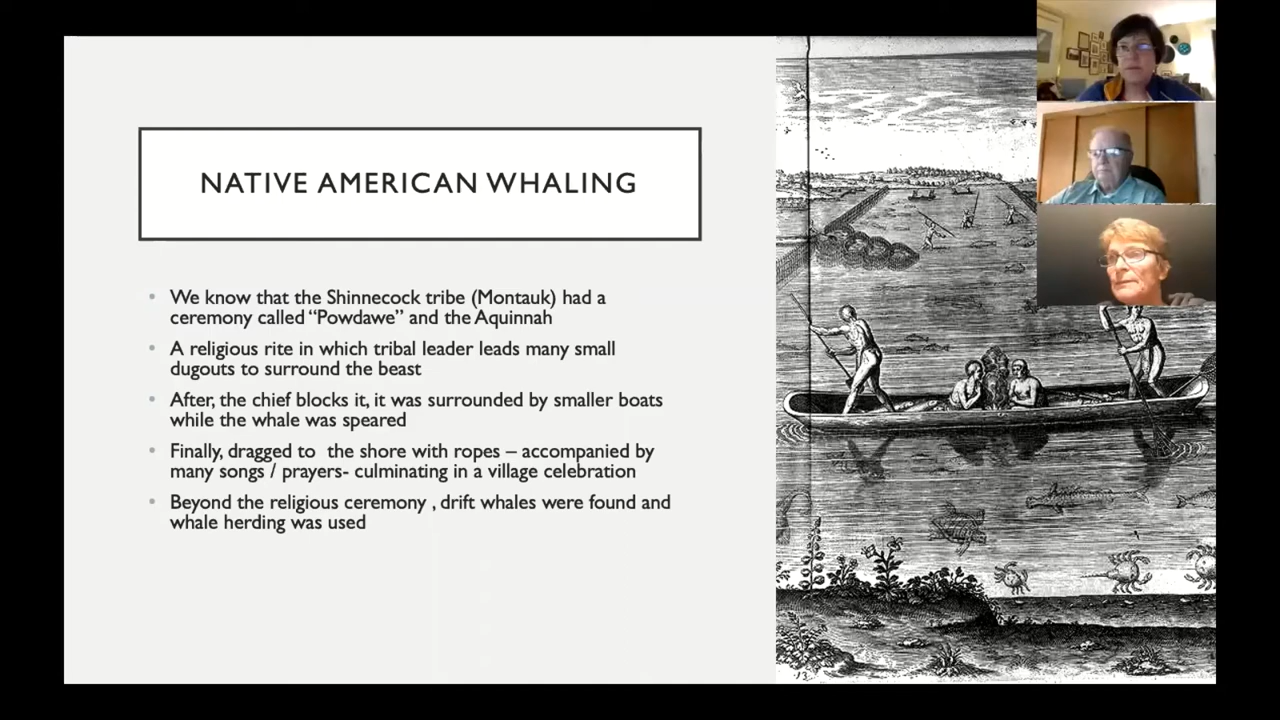 NATIVE AMERICAN WHALING
• We know that the Shinnecock tribe (Montauk) had a
ceremony called “Powdawe” and the Aquinnah
• A religious rite in which tribal leader leads many small
dugouts to surround the beast
• After, the chief blocks it, it was surrounded by smaller boats
while the whale was speared
• Finally, dragged to  the shore with ropes – accompanied by
many songs / prayers- culminating in a village celebration
• Beyond the religious ceremony , drift whales were found and
whale herding was used